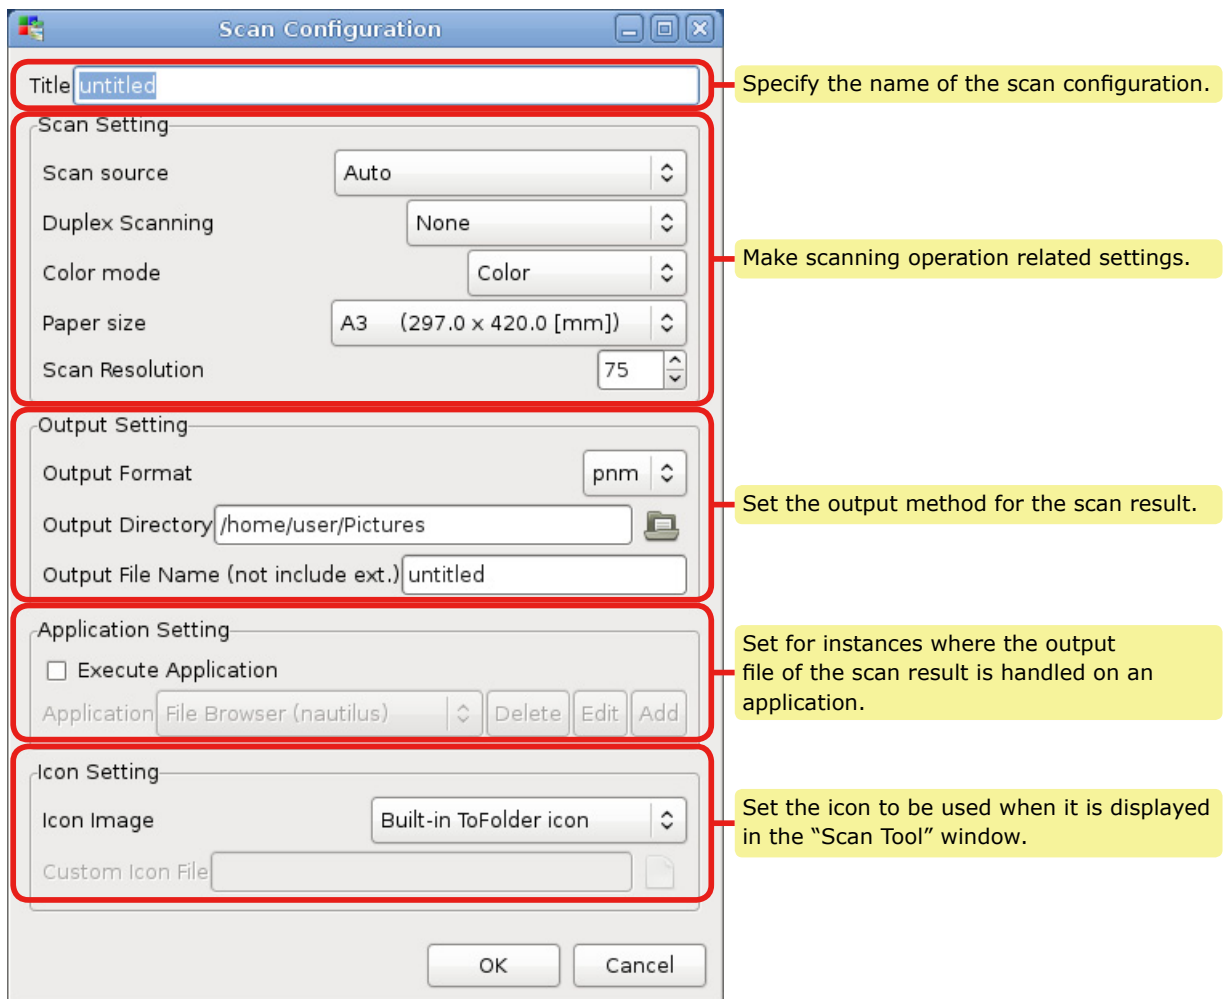 Scan Configuration
Title untitled
Specify the name of the scan configuration.
Scan Setting
Scan source Auto
Duplex Scanning None
Make scanning operation related settings.
Color mode Color
Paper size A3 (297.0 x 420.0 [mm])
Scan Resolution 75
Output Setting
Output Format pnm
Set the output method for the scan result.
Output Directory /home/user/Pictures
Output File Name (not include ext.) untitled
Application Setting
Execute Application
Application File Browser (nautilus) Delete Edit Add
Set for instances where the output
file of the scan result is handled on an
application.
Icon Setting
Icon Image Built-in ToFolder icon
Custom Icon File
Set the icon to be used when it is displayed
in the “Scan Tool” window.
OK Cancel